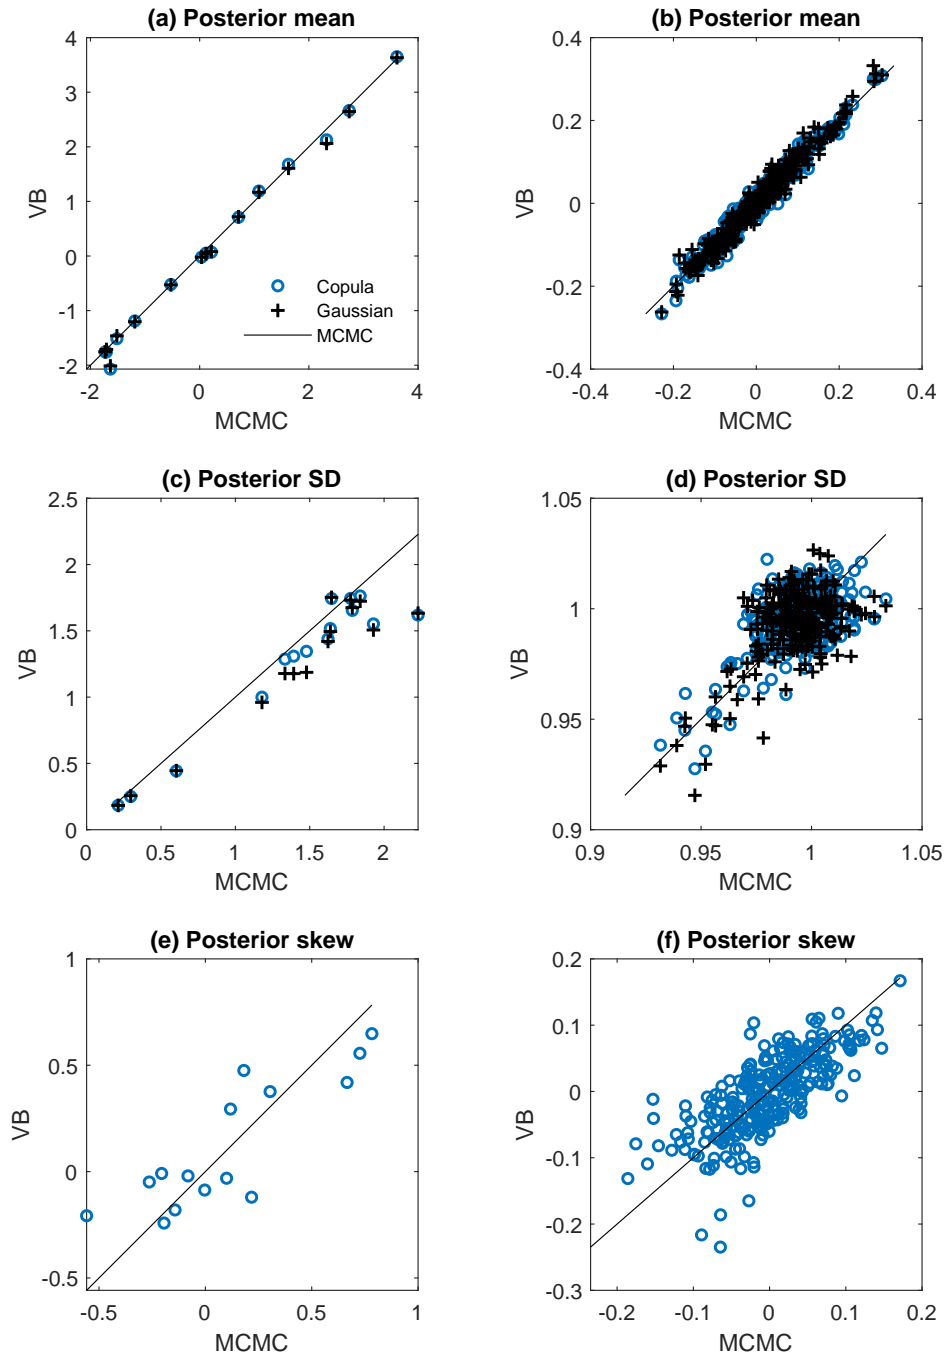 (a) Posterior mean
4
3
2
1
0
-1
-2
VB
Copula
Gaussian
MCMC
-2 0 2 4
MCMC
(b) Posterior mean
0.4
0.2
0
-0.2
-0.4
VB
-0.4 -0.2 0 0.2 0.4
MCMC
(c) Posterior SD
2.5
2
1.5
1
0.5
0
VB
0 0.5 1 1.5 2
MCMC
(d) Posterior SD
1.05
1
0.95
0.9
VB
0.9 0.95 1 1.05
MCMC
(e) Posterior skew
1
0.5
0
-0.5
VB
-0.5 0 0.5 1
MCMC
(f) Posterior skew
0.2
0.1
0
-0.1
-0.2
-0.3
VB
-0.2 -0.1 0 0.1 0.2
MCMC